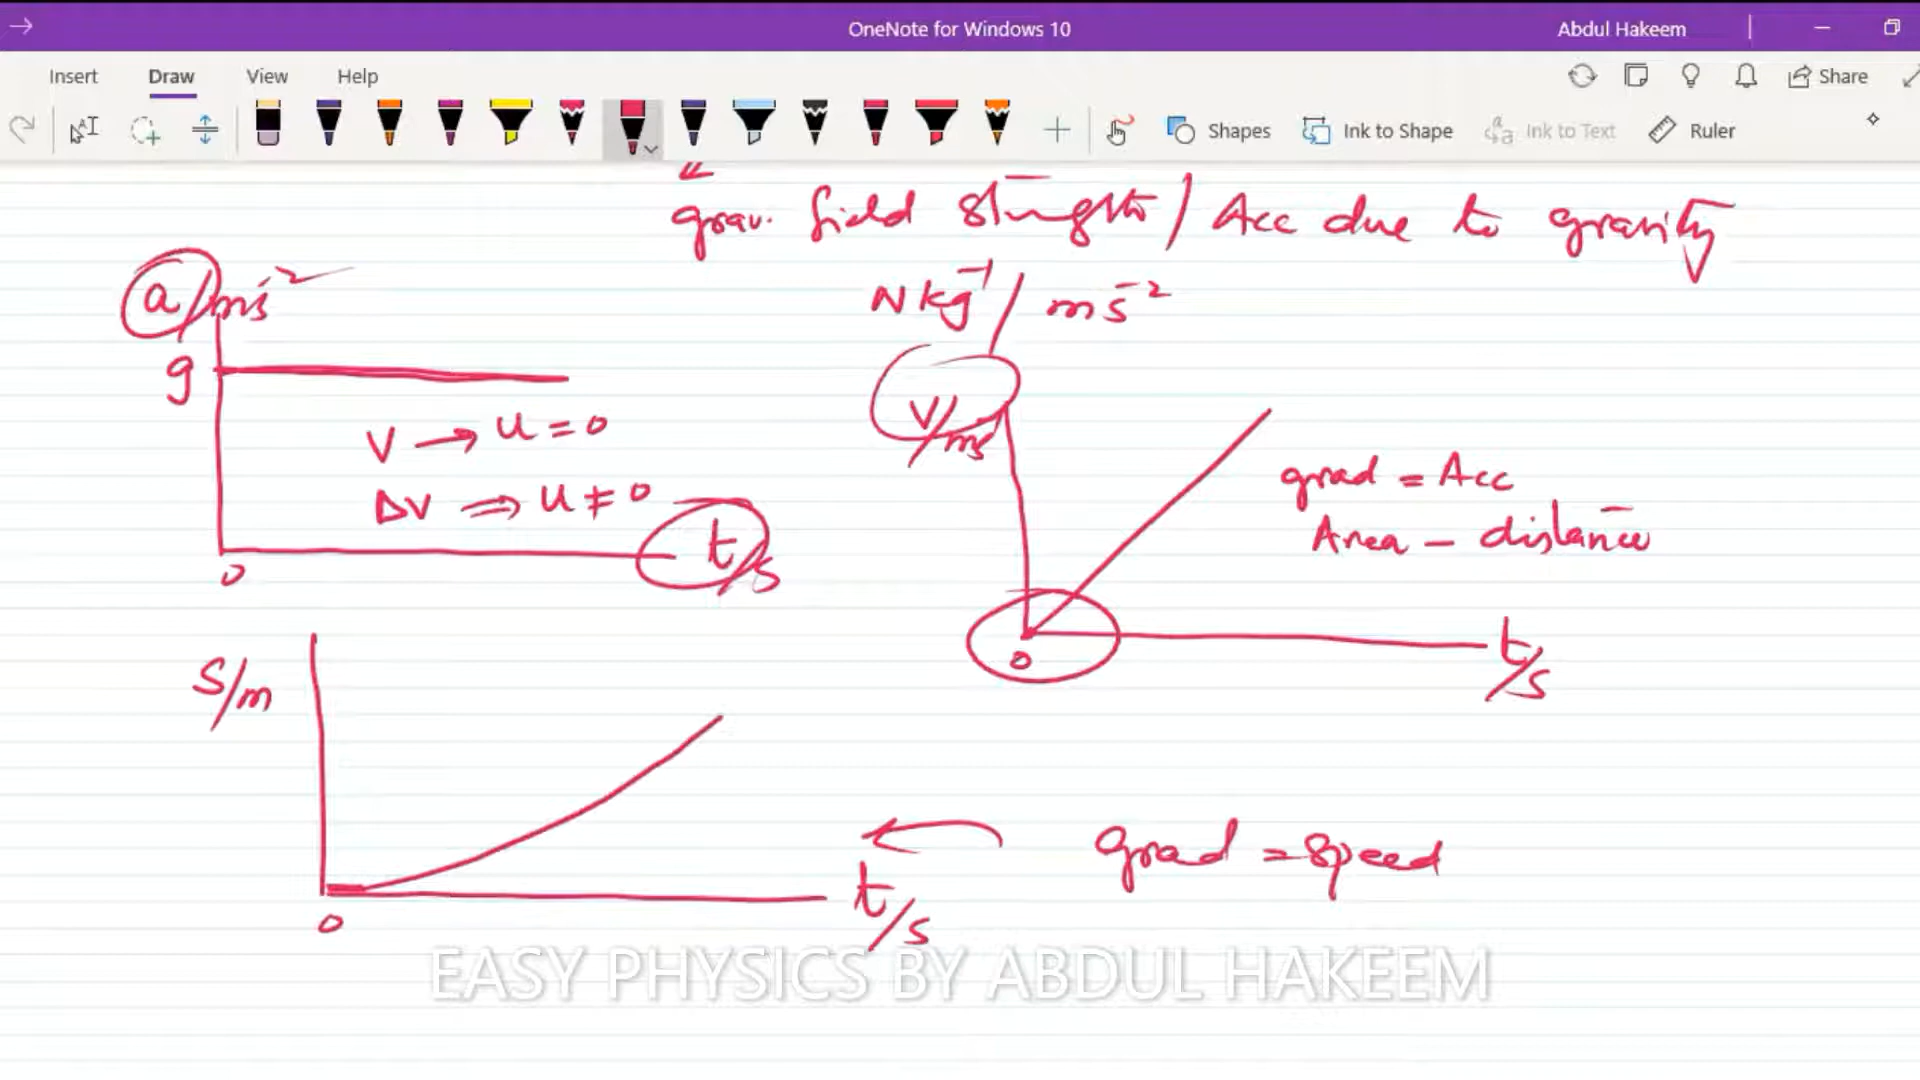 OneNote for Windows 10
Abdul Hakeem
Insert Draw View Help
Share
Shapes Ink to Shape Ink to Text Ruler
grav. field strength / Acc due to gravity
N kg⁻¹ / ms⁻²
a/ms⁻²
g
V → u = 0
ΔV ⇒ u ≠ 0
t/s
0
V/ms⁻
grad = Acc
Area – distance
0
t/s
S/m
0
t/s
grad = speed
EASY PHYSICS BY ABDUL HAKEEM